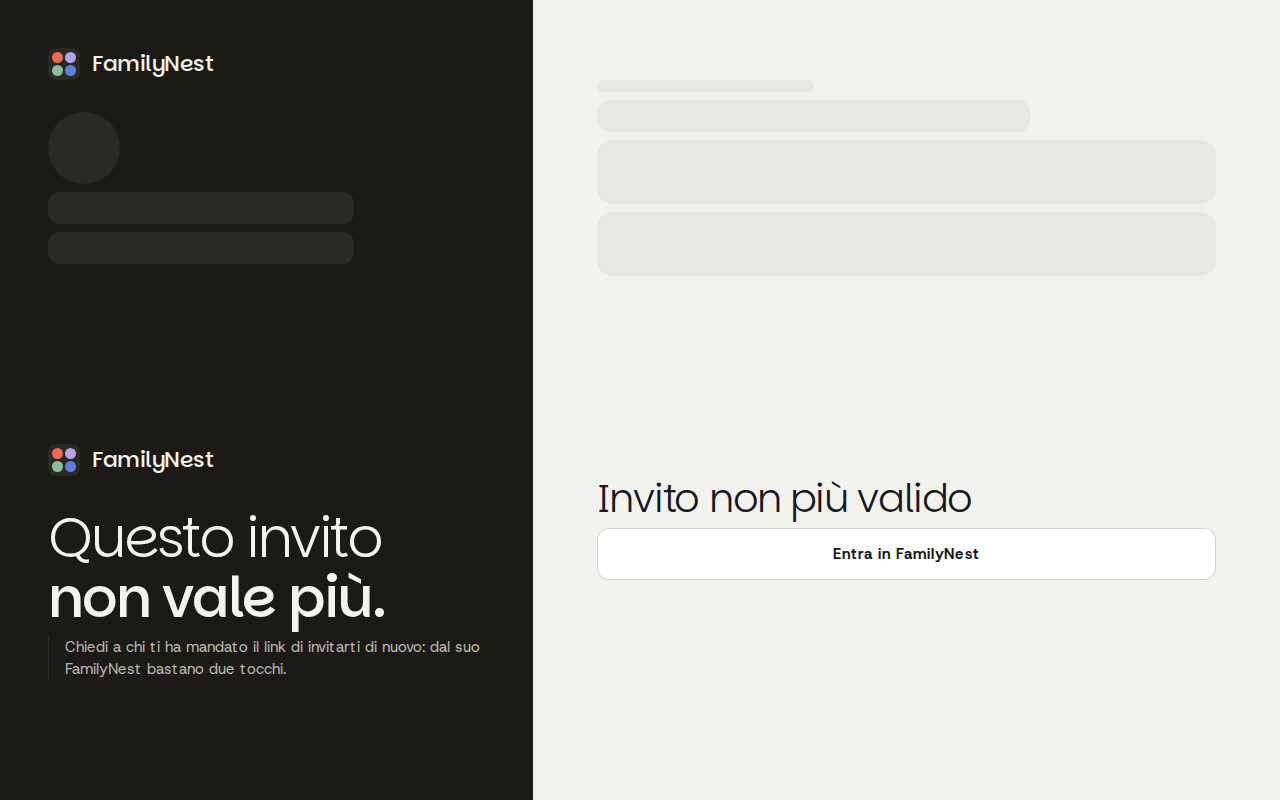 FamilyNest
FamilyNest
Questo invito
non vale più.
Chiedi a chi ti ha mandato il link di invitarti di nuovo: dal suo
FamilyNest bastano due tocchi.
Invito non più valido
Entra in FamilyNest